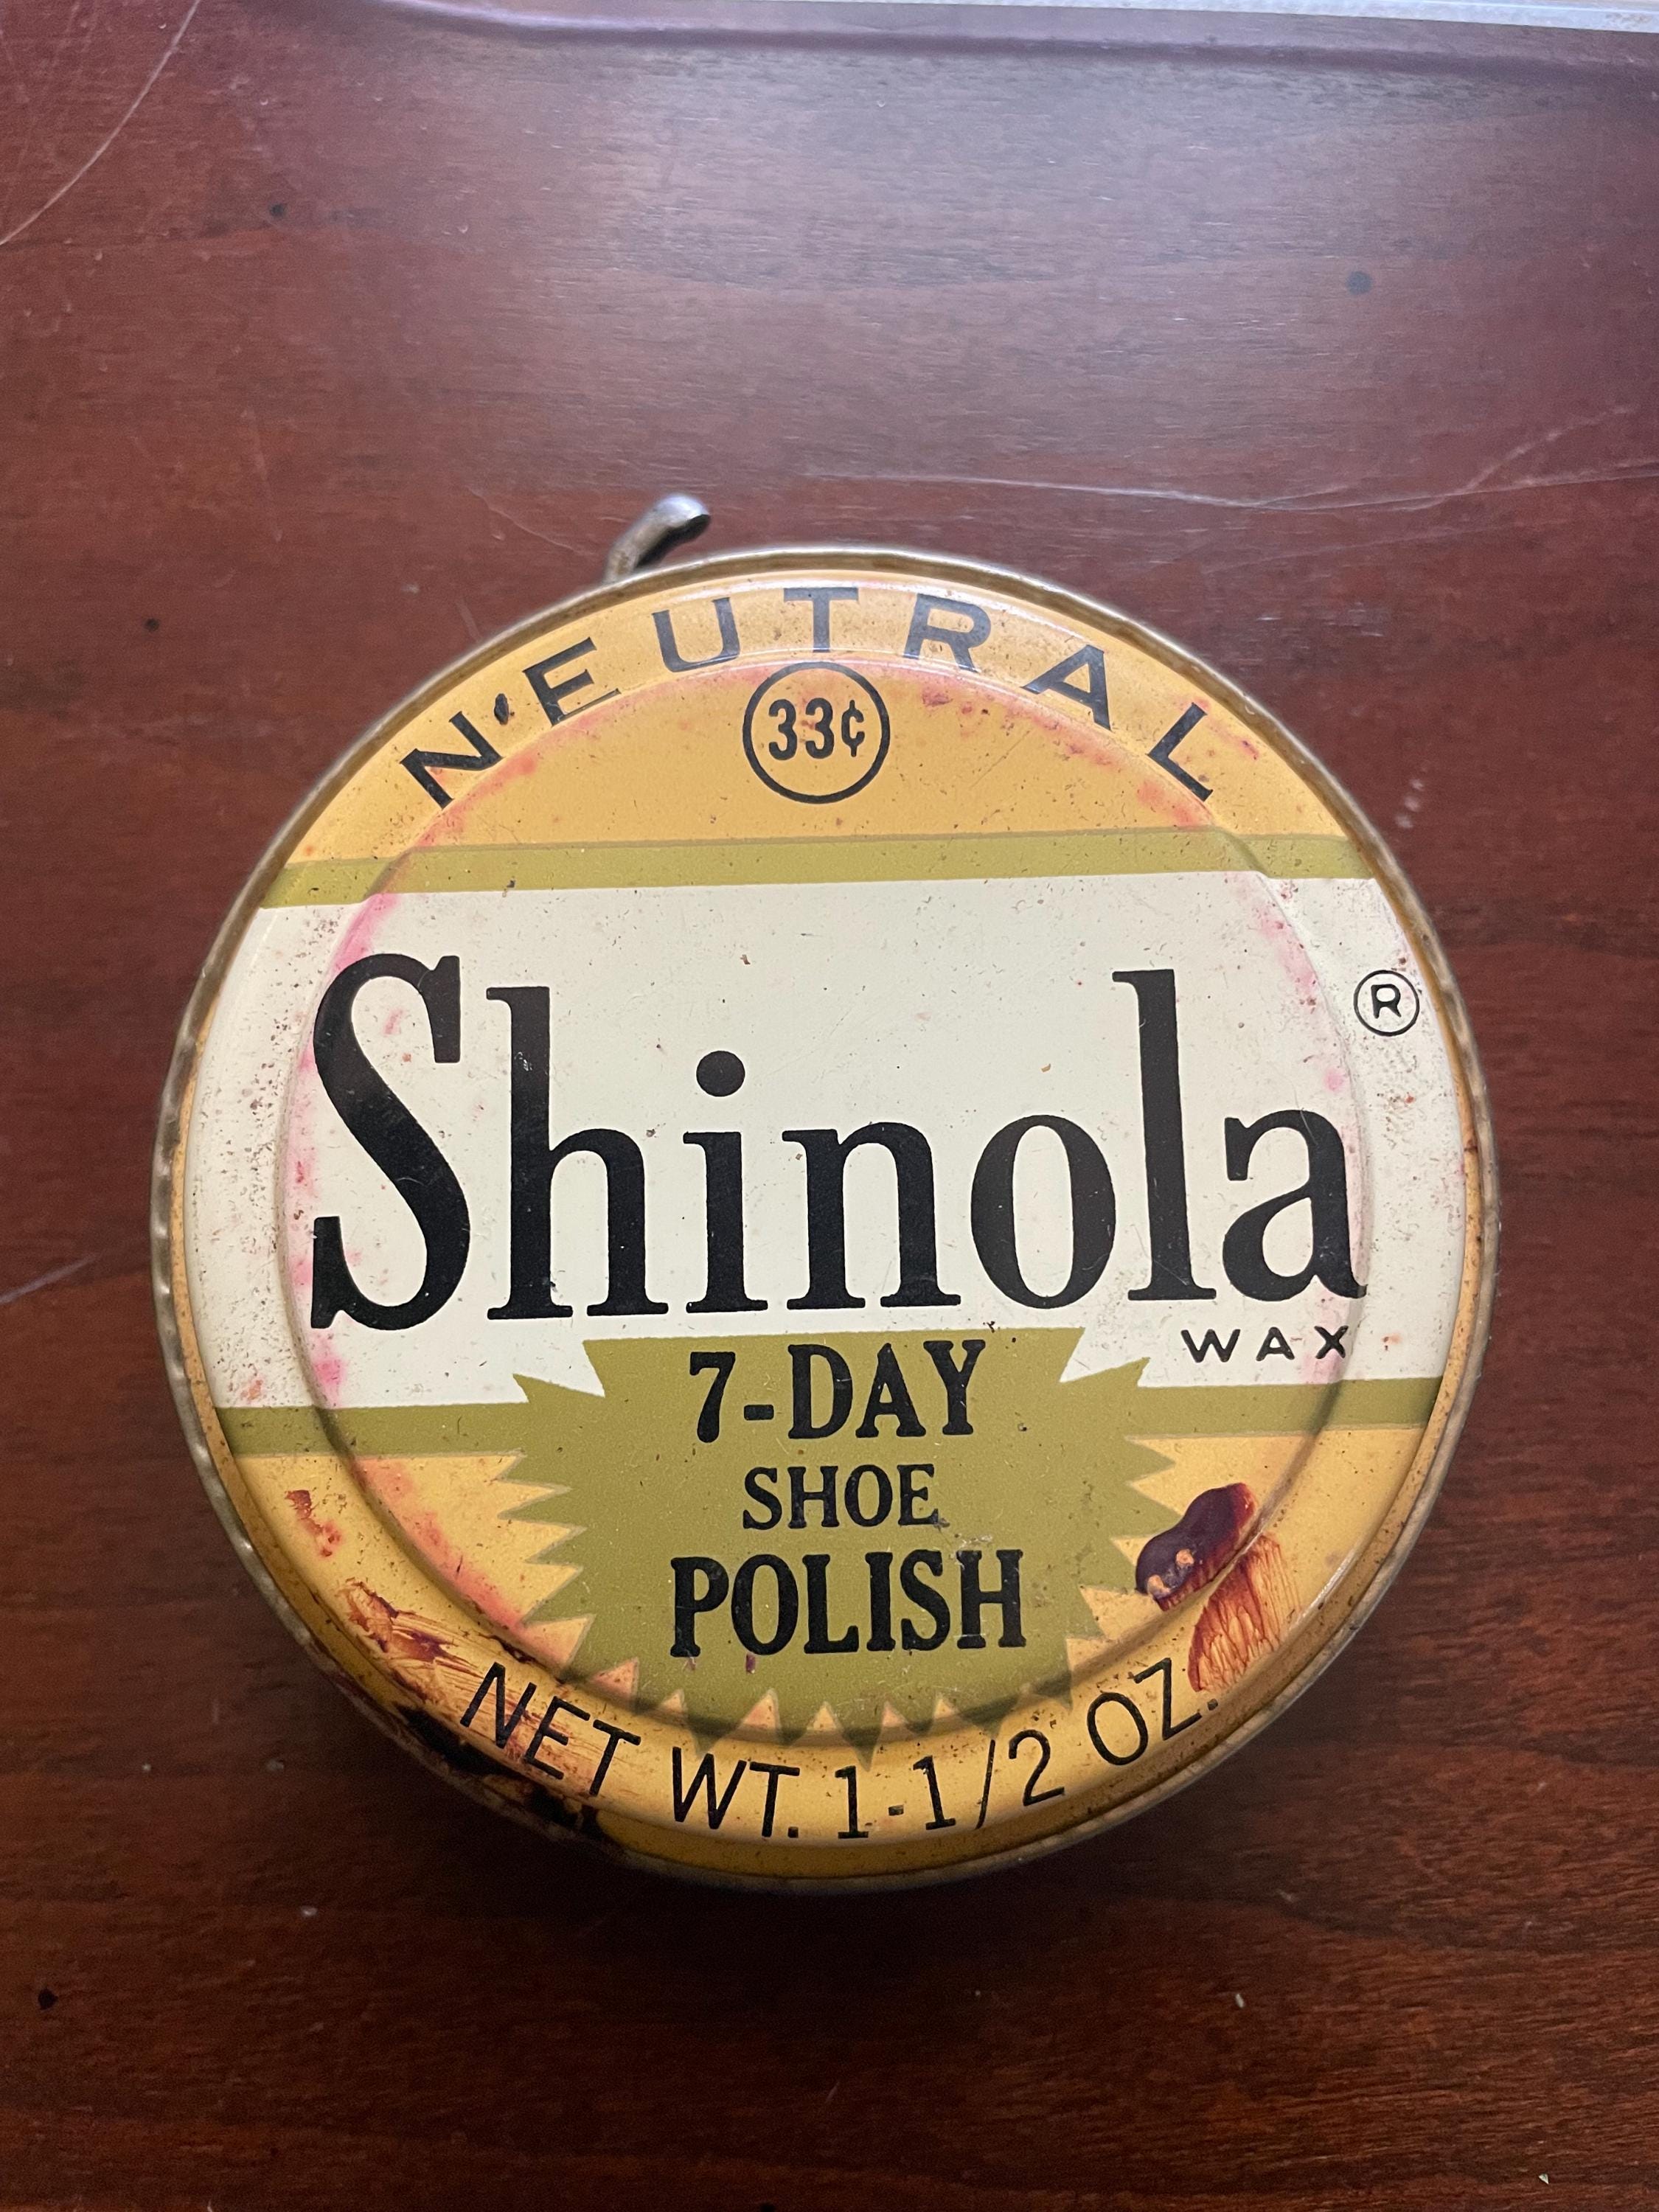 NEUTRAL
33¢
Shinola®
WAX
7-DAY
SHOE
POLISH
NET WT. 1-1/2 OZ.